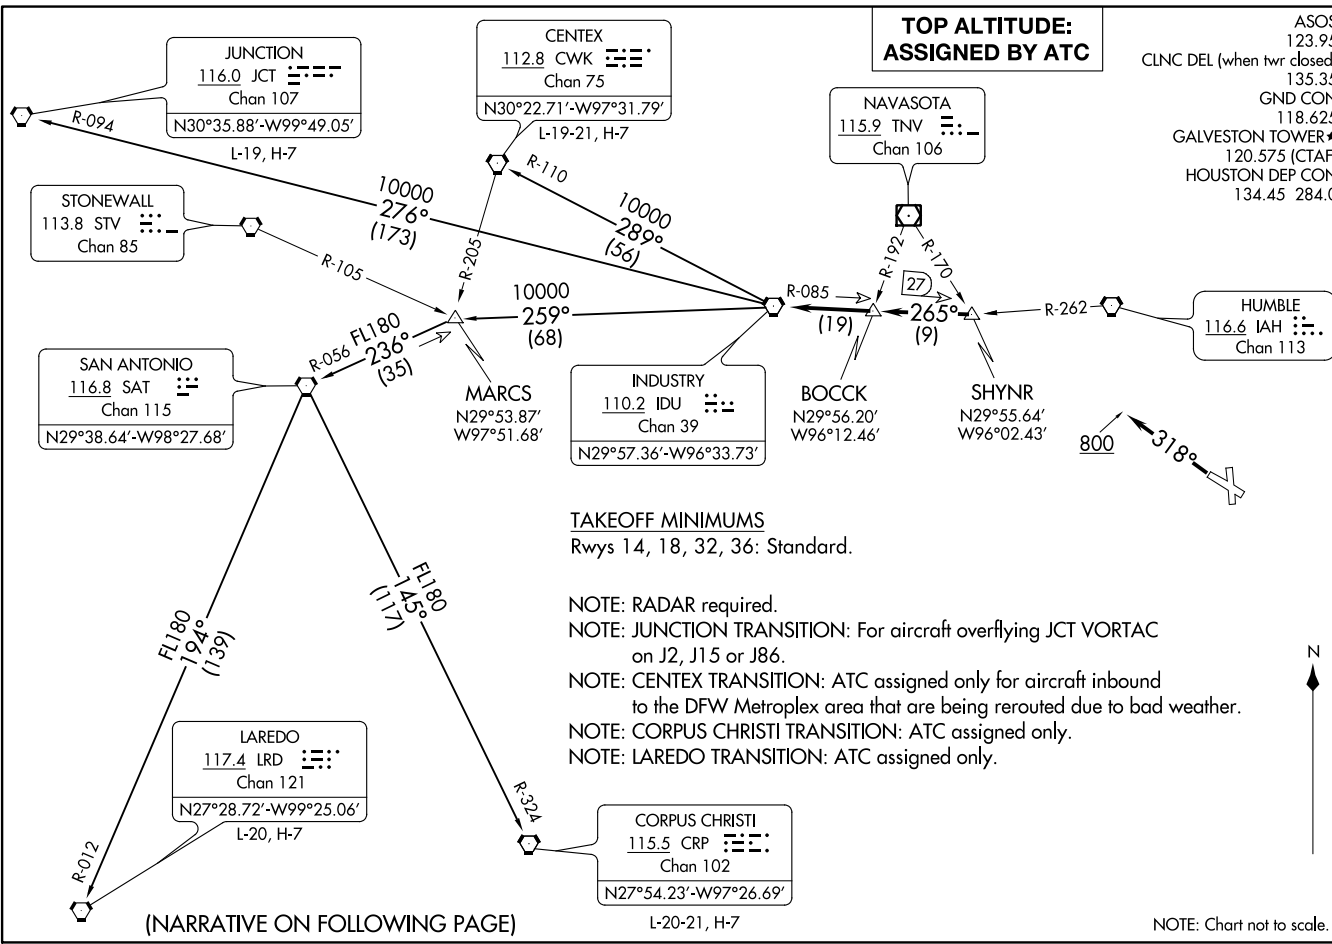 TOP ALTITUDE:
ASSIGNED BY ATC
ASOS
123.95
CLNC DEL (when twr closed
135.35
GND CON
118.625
GALVESTON TOWER★
120.575 (CTAF
HOUSTON DEP CON
134.45 284.0
JUNCTION
116.0 JCT
Chan 107
N30°35.88′-W99°49.05′
L-19, H-7
CENTEX
112.8 CWK
Chan 75
N30°22.71′-W97°31.79′
L-19-21, H-7
NAVASOTA
115.9 TNV
Chan 106
STONEWALL
113.8 STV
Chan 85
R-094
R-110
10000
276°
(173)
10000
289°
(56)
R-205
R-105
R-192
R-170
27
R-085
(19)
265°
(9)
R-262
HUMBLE
116.6 IAH
Chan 113
10000
259°
(68)
FL180
236°
(35)
R-056
SAN ANTONIO
116.8 SAT
Chan 115
N29°38.64′-W98°27.68′
MARCS
N29°53.87′
W97°51.68′
INDUSTRY
110.2 IDU
Chan 39
N29°57.36′-W96°33.73′
BOCCK
N29°56.20′
W96°12.46′
SHYNR
N29°55.64′
W96°02.43′
800
318°
TAKEOFF MINIMUMS
Rwys 14, 18, 32, 36: Standard.
NOTE: RADAR required.
NOTE: JUNCTION TRANSITION: For aircraft overflying JCT VORTAC
on J2, J15 or J86.
NOTE: CENTEX TRANSITION: ATC assigned only for aircraft inbound
to the DFW Metroplex area that are being rerouted due to bad weather.
NOTE: CORPUS CHRISTI TRANSITION: ATC assigned only.
NOTE: LAREDO TRANSITION: ATC assigned only.
N
FL180
194°
(139)
FL180
145°
(117)
LAREDO
117.4 LRD
Chan 121
N27°28.72′-W99°25.06′
L-20, H-7
R-012
R-324
CORPUS CHRISTI
115.5 CRP
Chan 102
N27°54.23′-W97°26.69′
L-20-21, H-7
(NARRATIVE ON FOLLOWING PAGE)
NOTE: Chart not to scale.